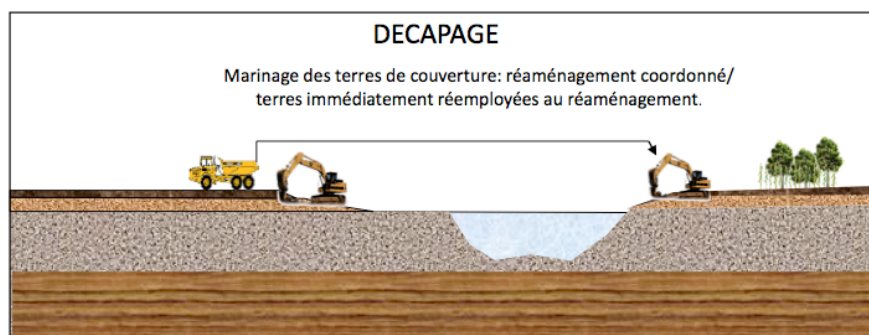 DECAPAGE
Marinage des terres de couverture: réaménagement coordonné/
terres immédiatement réemployées au réaménagement.